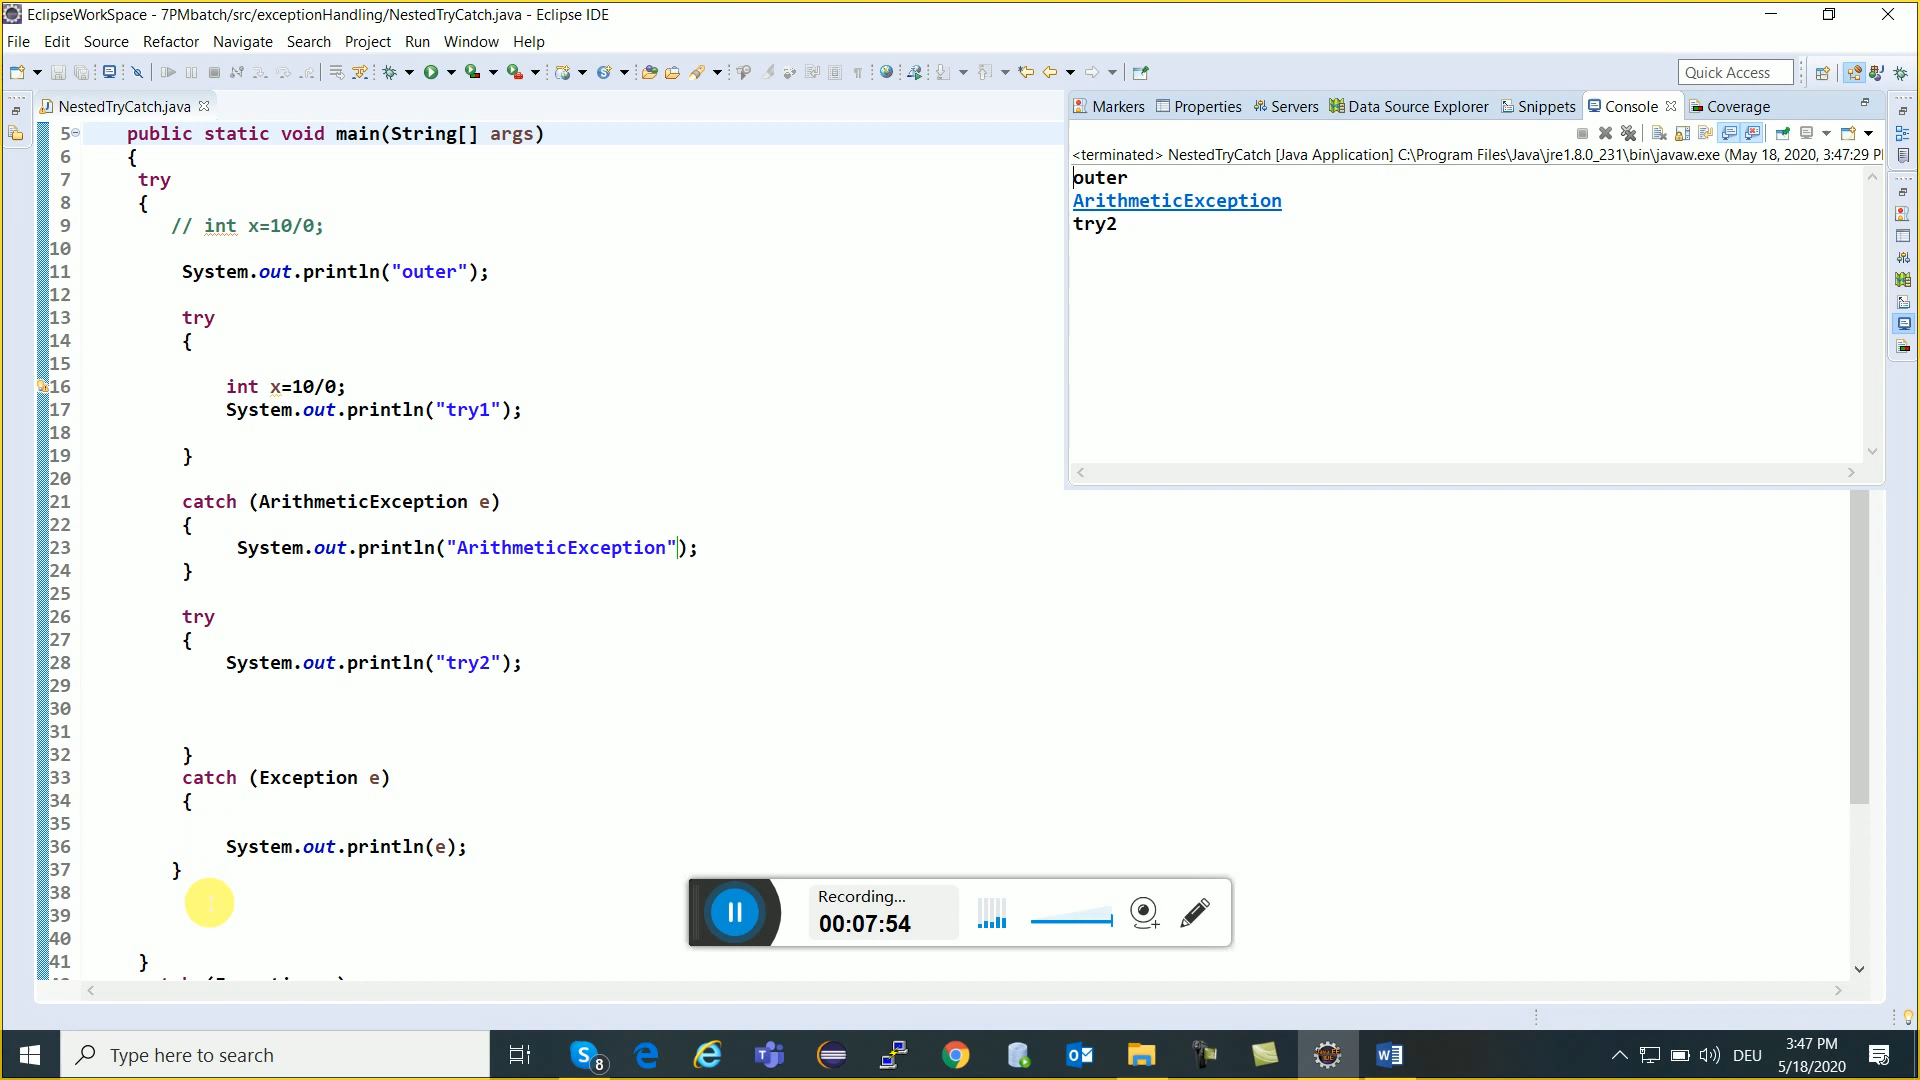 EclipseWorkSpace - 7PMbatch/src/exceptionHandling/NestedTryCatch.java - Eclipse IDE
File Edit Source Refactor Navigate Search Project Run Window Help
Quick Access
NestedTryCatch.java
Markers Properties Servers Data Source Explorer Snippets Console Coverage
<terminated> NestedTryCatch [Java Application] C:\Program Files\Java\jre1.8.0_231\bin\javaw.exe (May 18, 2020, 3:47:29 P
outer
ArithmeticException
try2
5 public static void main(String[] args)
6 {
7 try
8 {
9 // int x=10/0;
10
11 System.out.println("outer");
12
13 try
14 {
15
16 int x=10/0;
17 System.out.println("try1");
18
19 }
20
21 catch (ArithmeticException e)
22 {
23 System.out.println("ArithmeticException");
24 }
25
26 try
27 {
28 System.out.println("try2");
29
30
31
32 }
33 catch (Exception e)
34 {
35
36 System.out.println(e);
37 }
38
39
40
41 }
Recording...
00:07:54
Type here to search
8
DEU
3:47 PM
5/18/2020